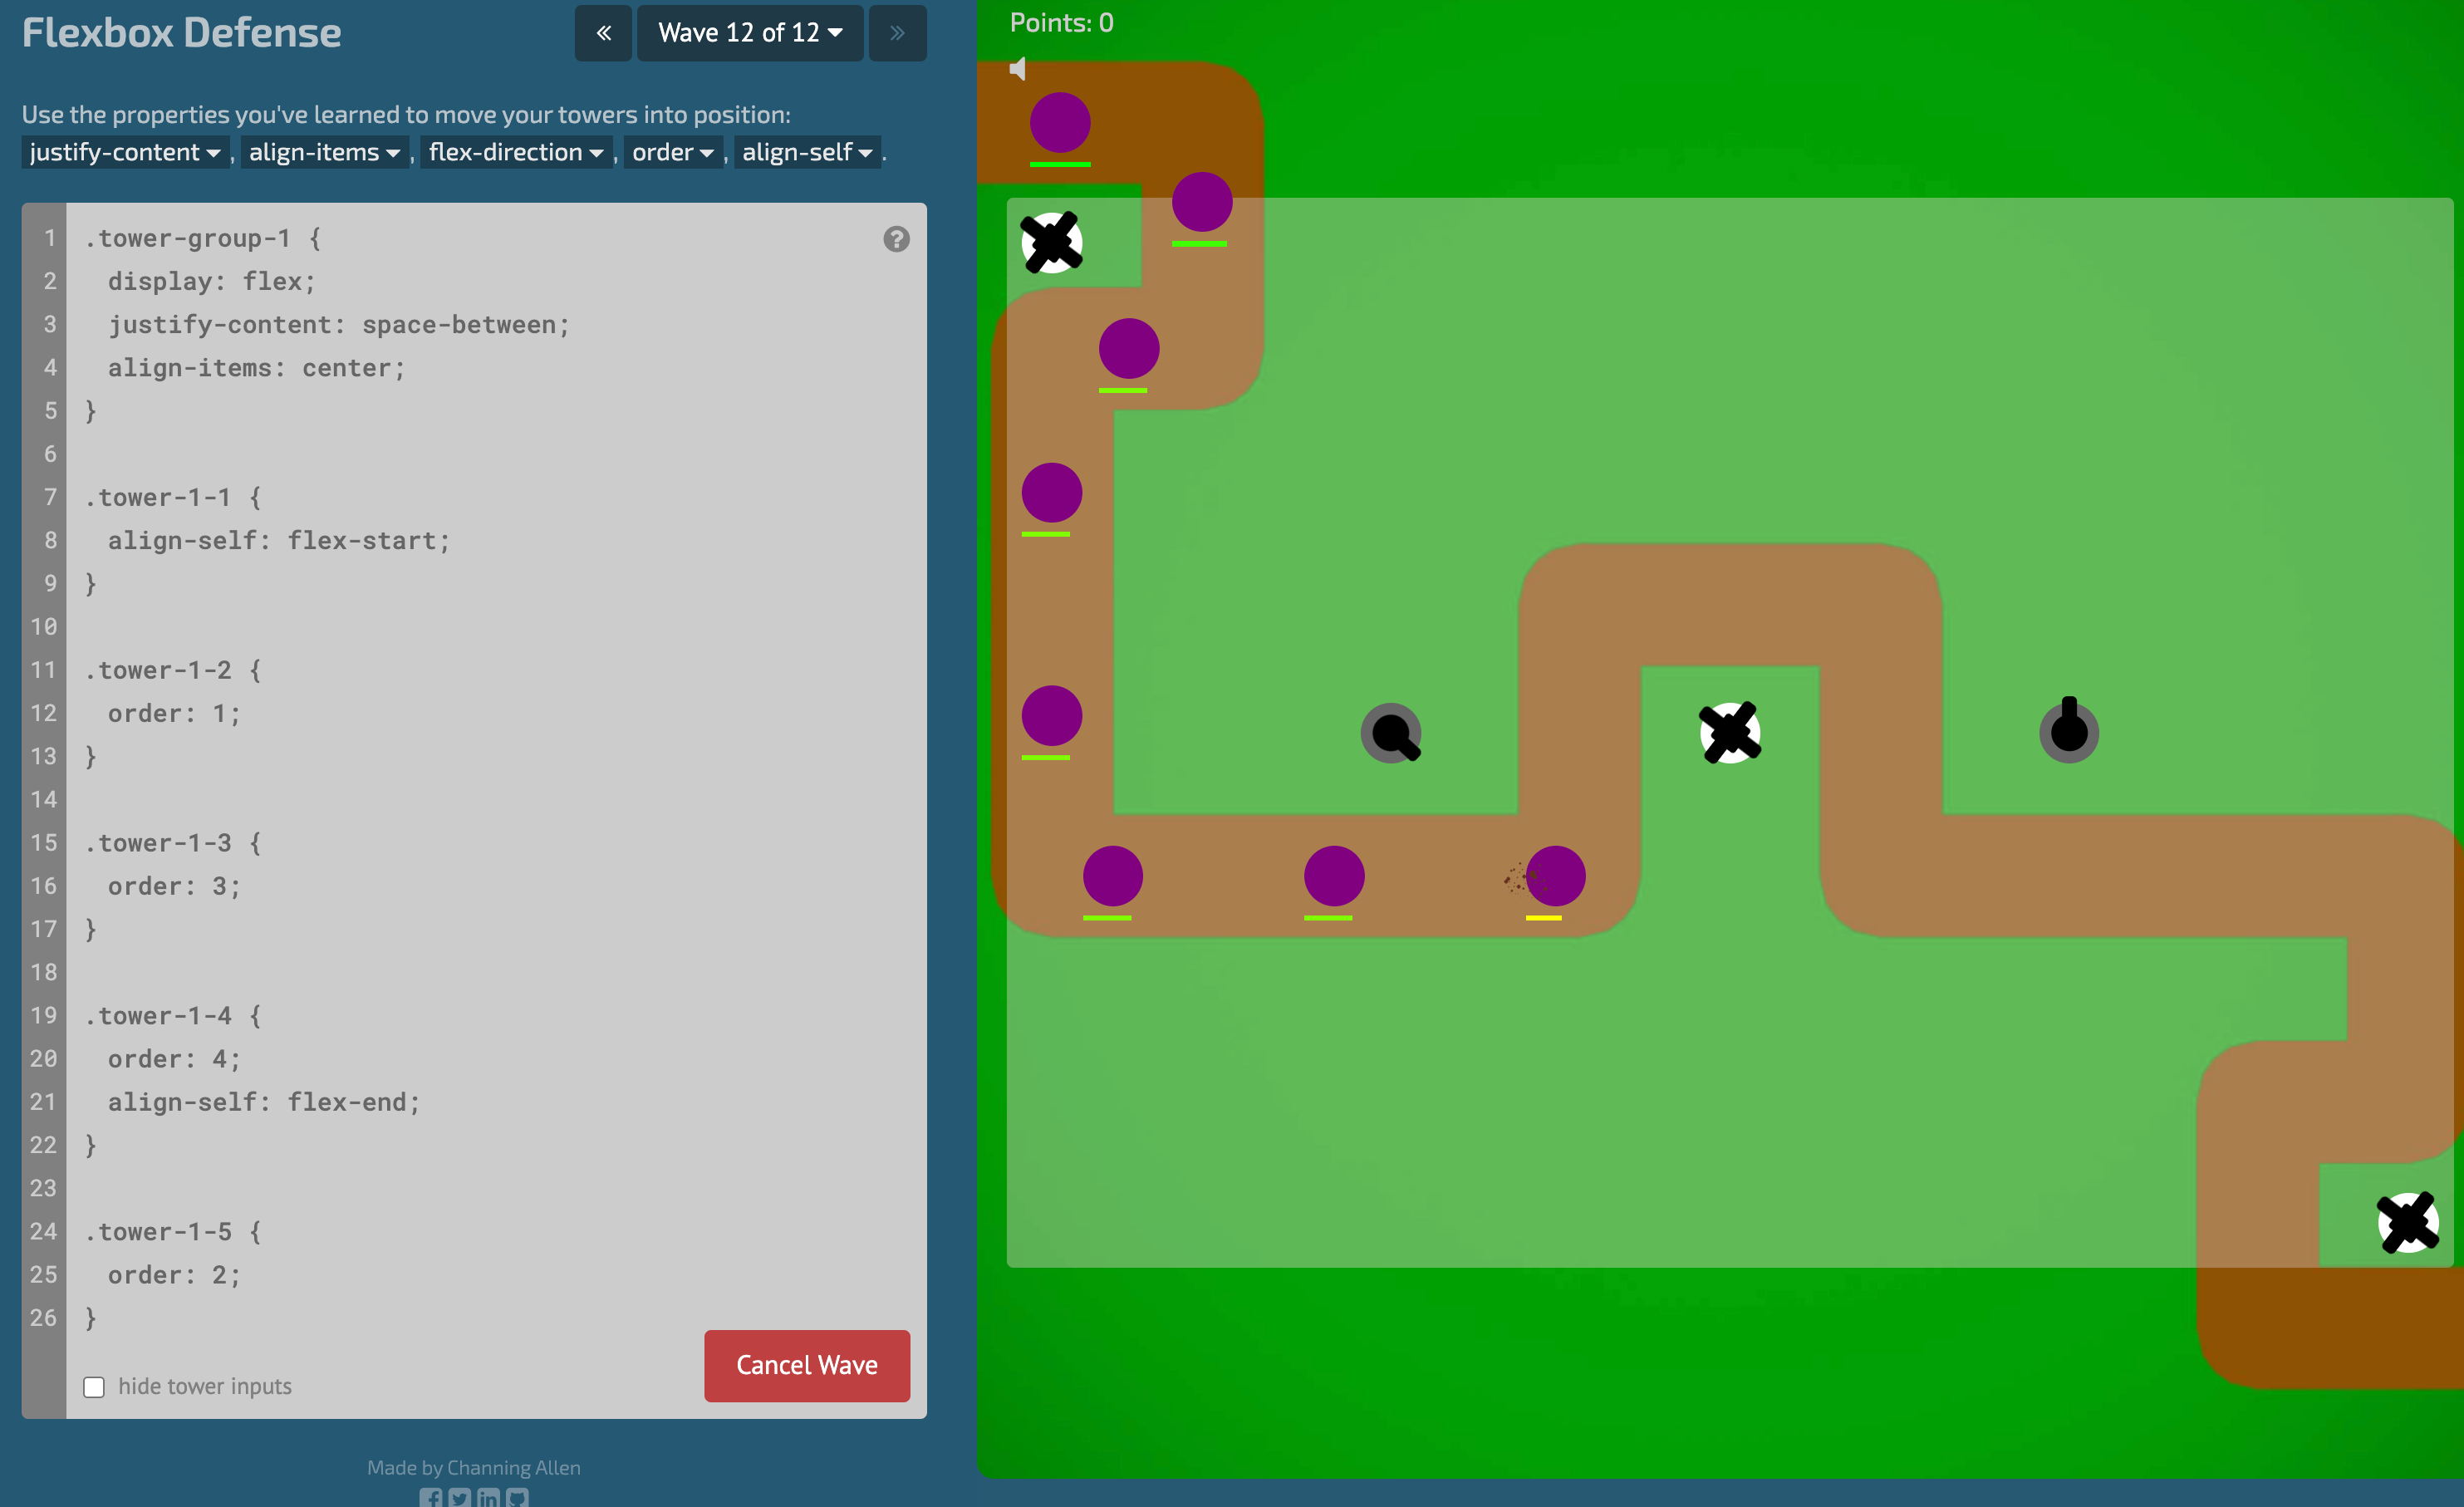 Flexbox Defense
« Wave 12 of 12 »
Points: 0
Use the properties you've learned to move your towers into position:
justify-content , align-items , flex-direction , order , align-self .
1 .tower-group-1 {
2 display: flex;
3 justify-content: space-between;
4 align-items: center;
5 }
6
7 .tower-1-1 {
8 align-self: flex-start;
9 }
10
11 .tower-1-2 {
12 order: 1;
13 }
14
15 .tower-1-3 {
16 order: 3;
17 }
18
19 .tower-1-4 {
20 order: 4;
21 align-self: flex-end;
22 }
23
24 .tower-1-5 {
25 order: 2;
26 }
?
hide tower inputs
Cancel Wave
Made by Channing Allen